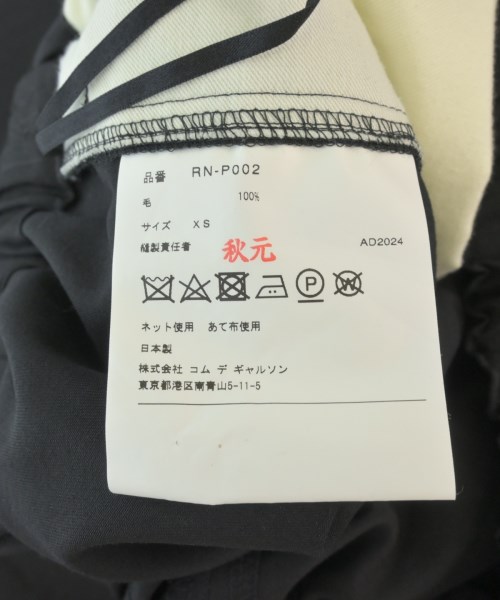 品番 RN-P002
毛 100%
サイズ XS
縫製責任者 秋元 AD2024
ネット使用 あて布使用
日本製
株式会社 コム デ ギャルソン
東京都港区南青山5-11-5